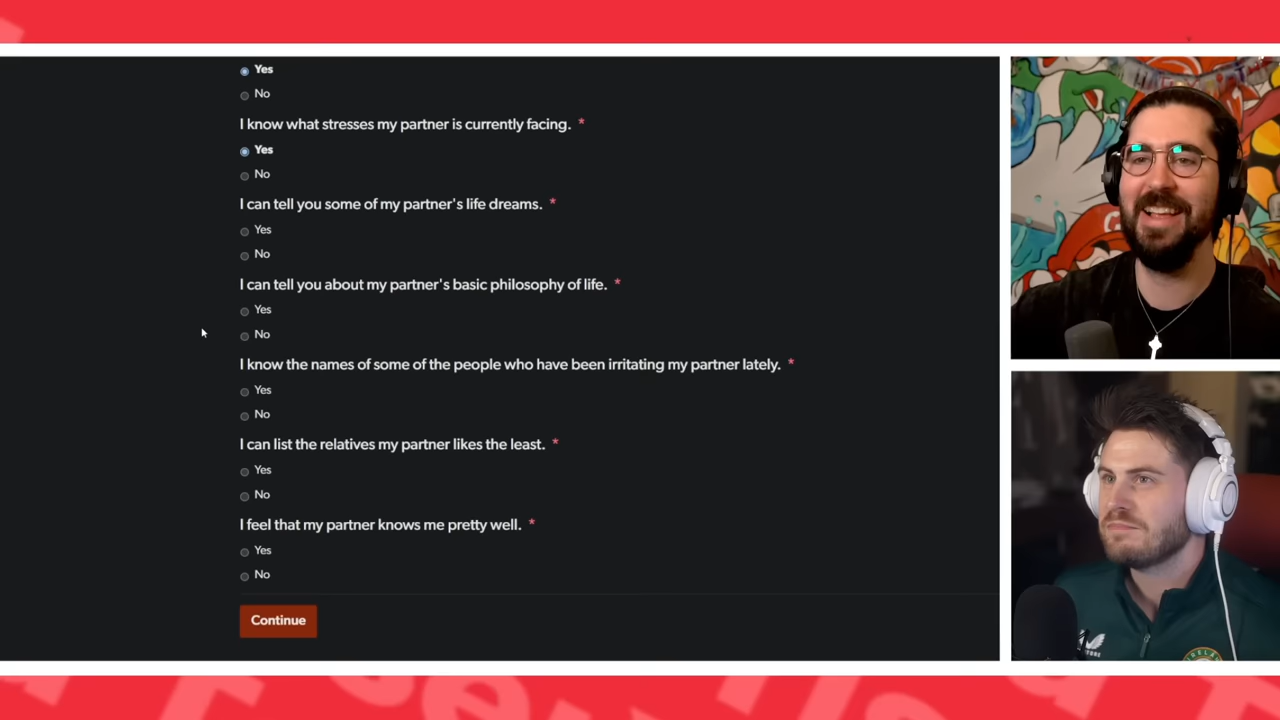 Yes
No
I know what stresses my partner is currently facing. *
Yes
No
I can tell you some of my partner's life dreams. *
Yes
No
I can tell you about my partner's basic philosophy of life. *
Yes
No
I know the names of some of the people who have been irritating my partner lately. *
Yes
No
I can list the relatives my partner likes the least. *
Yes
No
I feel that my partner knows me pretty well. *
Yes
No
Continue